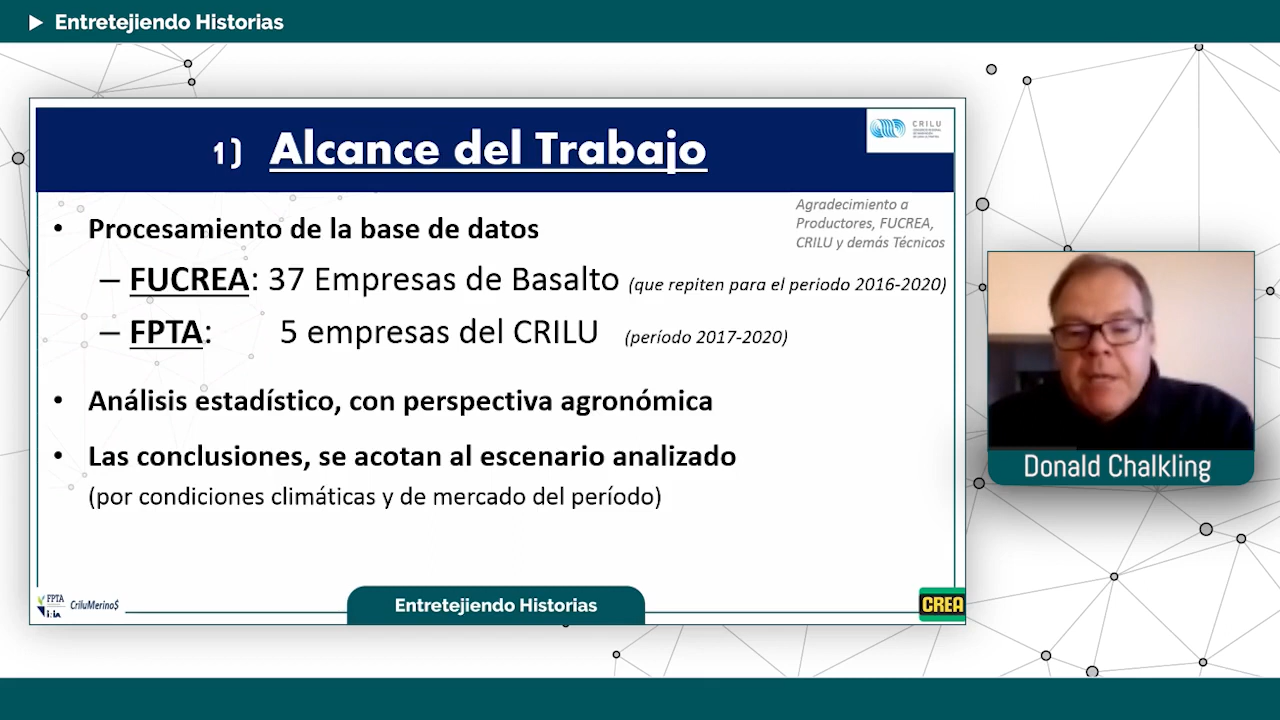 Entretejiendo Historias
1) Alcance del Trabajo
CRILU
Agradecimiento a
Productores, FUCREA,
CRILU y demás Técnicos
• Procesamiento de la base de datos
– FUCREA: 37 Empresas de Basalto (que repiten para el periodo 2016-2020)
– FPTA: 5 empresas del CRILU (período 2017-2020)
• Análisis estadístico, con perspectiva agronómica
• Las conclusiones, se acotan al escenario analizado
(por condiciones climáticas y de mercado del período)
Donald Chalkling
FPTA
CriluMerino$
Entretejiendo Historias
CREA